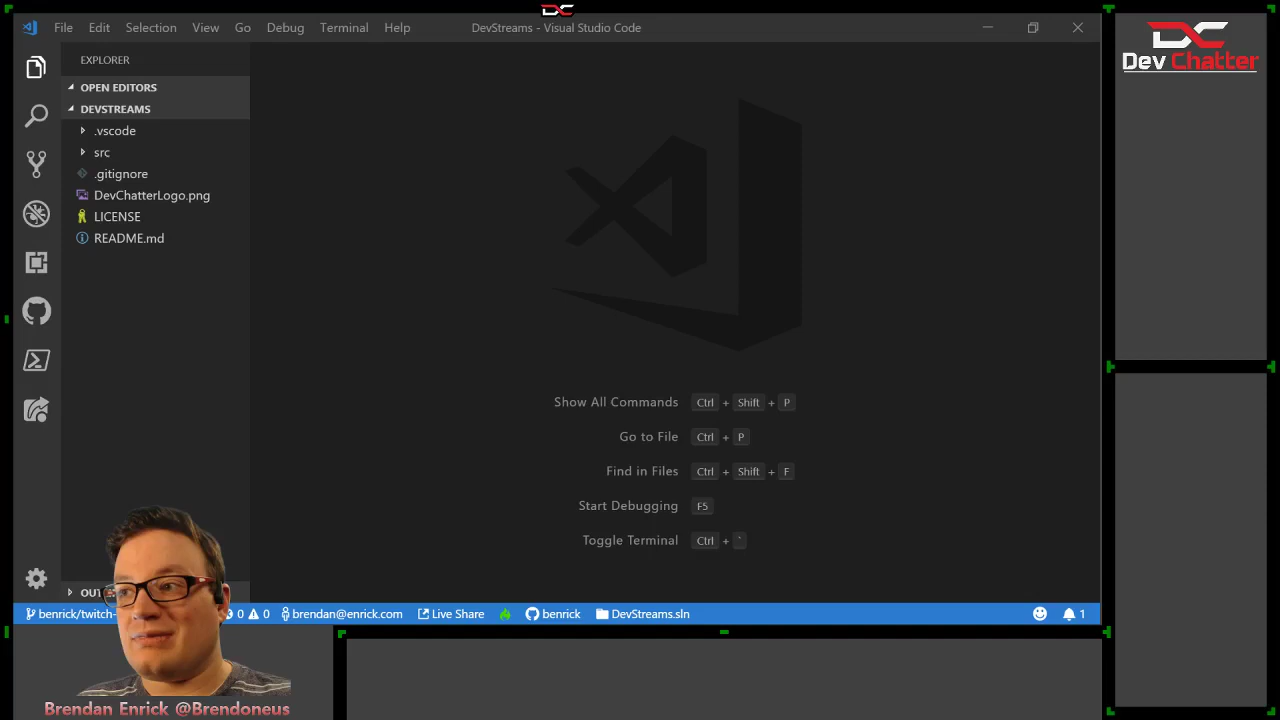 DC
File Edit Selection View Go Debug Terminal Help
DevStreams - Visual Studio Code
DC
Dev Chatter
EXPLORER
OPEN EDITORS
DEVSTREAMS
.vscode
src
.gitignore
DevChatterLogo.png
LICENSE
README.md
Show All Commands Ctrl + Shift + P
Go to File Ctrl + P
Find in Files Ctrl + Shift + F
Start Debugging F5
Toggle Terminal Ctrl + `
OUT
benrick/twitch- 0 0 brendan@enrick.com Live Share benrick DevStreams.sln 1
Brendan Enrick @Brendoneus